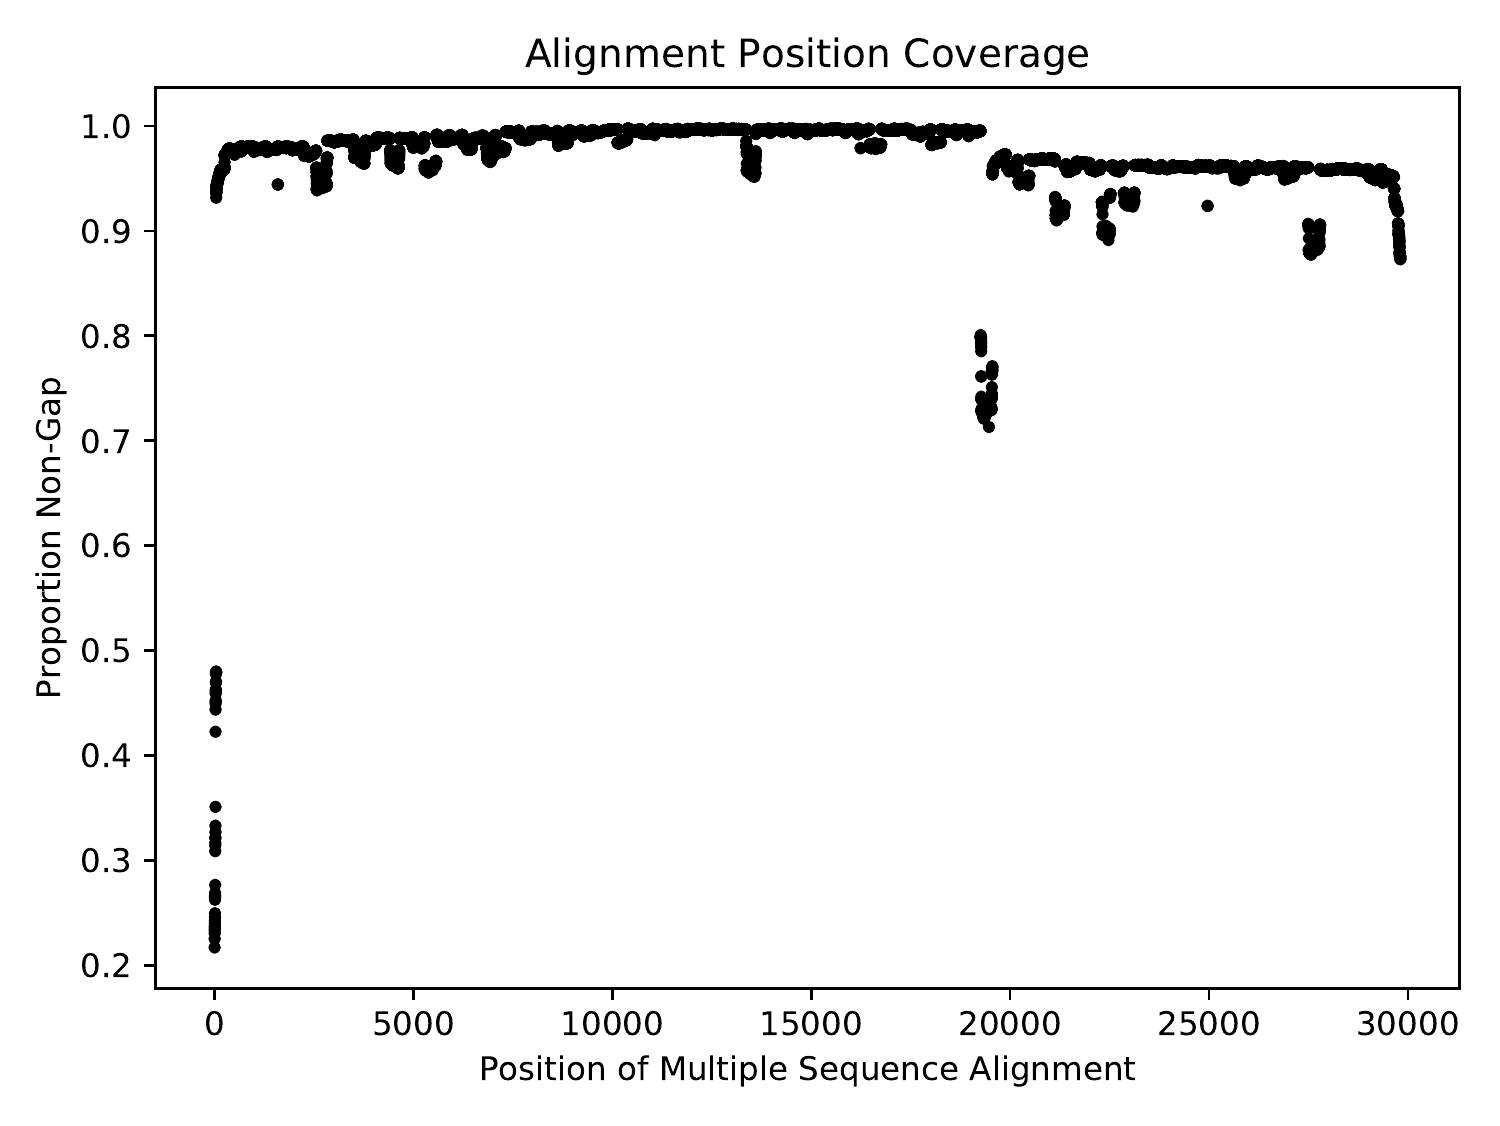 Alignment Position Coverage
Proportion Non-Gap
1.0
0.9
0.8
0.7
0.6
0.5
0.4
0.3
0.2
0 5000 10000 15000 20000 25000 30000
Position of Multiple Sequence Alignment